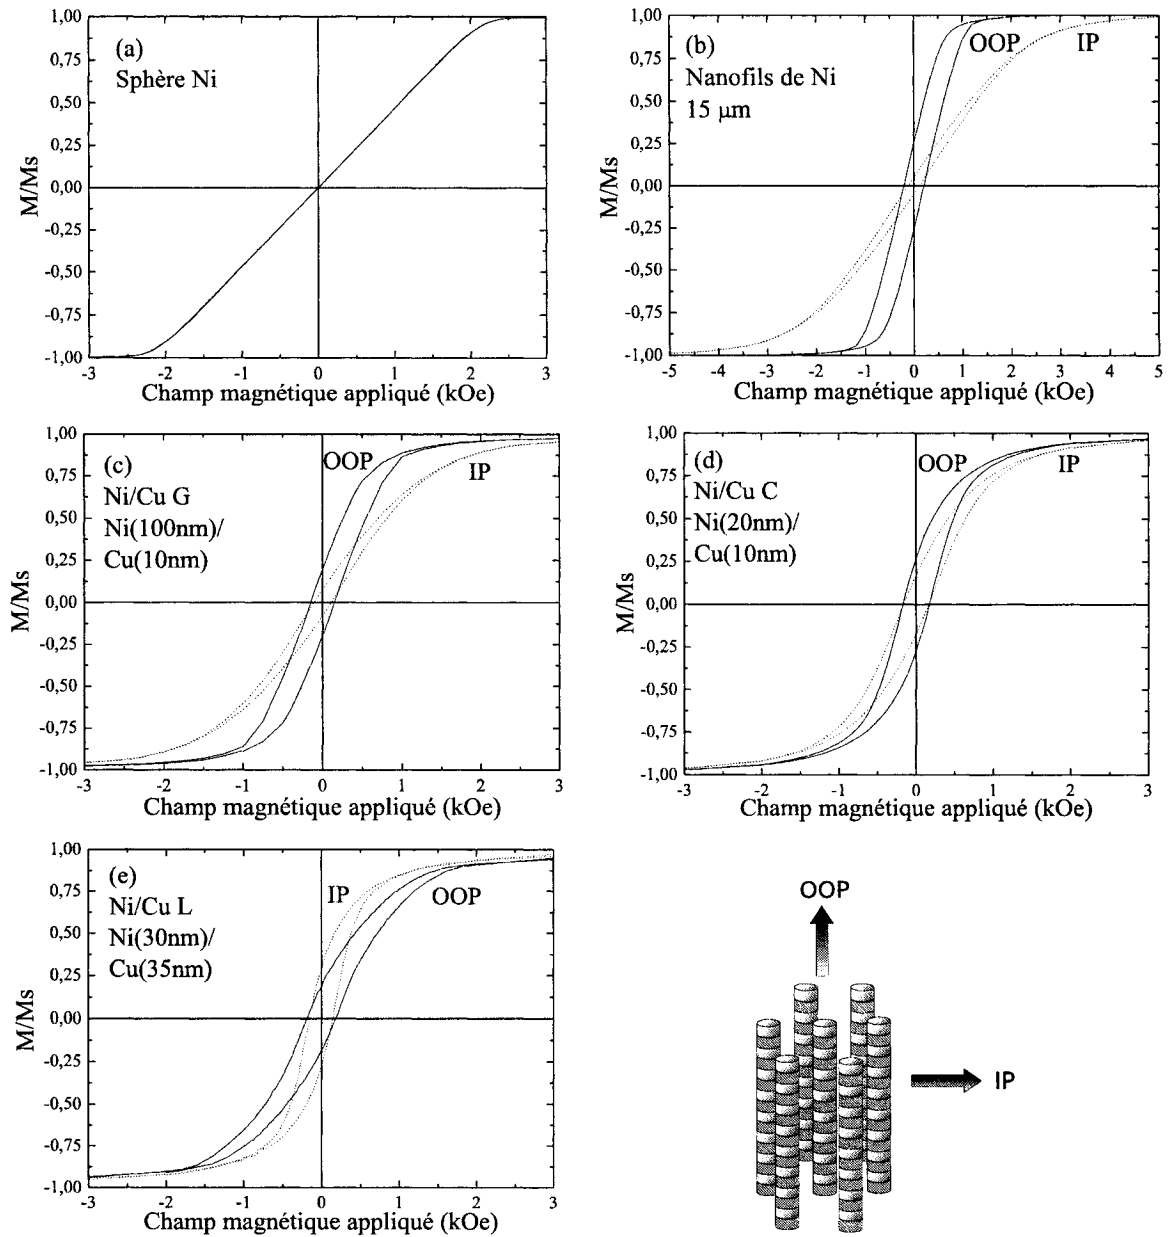 1,00
0,75
0,50
0,25
0,00
-0,25
-0,50
-0,75
-1,00
M/Ms
(a)
Sphère Ni
-3 -2 -1 0 1 2 3
Champ magnétique appliqué (kOe)
1,00
0,75
0,50
0,25
0,00
-0,25
-0,50
-0,75
-1,00
M/Ms
(b)
Nanofils de Ni
15 µm
OOP
IP
-5 -4 -3 -2 -1 0 1 2 3 4 5
Champ magnétique appliqué (kOe)
1,00
0,75
0,50
0,25
0,00
-0,25
-0,50
-0,75
-1,00
M/Ms
(c)
Ni/Cu G
Ni(100nm)/
Cu(10nm)
OOP
IP
-3 -2 -1 0 1 2 3
Champ magnétique appliqué (kOe)
1,00
0,75
0,50
0,25
0,00
-0,25
-0,50
-0,75
-1,00
M/Ms
(d)
Ni/Cu C
Ni(20nm)/
Cu(10nm)
OOP
IP
-3 -2 -1 0 1 2 3
Champ magnétique appliqué (kOe)
1,00
0,75
0,50
0,25
0,00
-0,25
-0,50
-0,75
-1,00
M/Ms
(e)
Ni/Cu L
Ni(30nm)/
Cu(35nm)
IP
OOP
-3 -2 -1 0 1 2 3
Champ magnétique appliqué (kOe)
OOP
IP